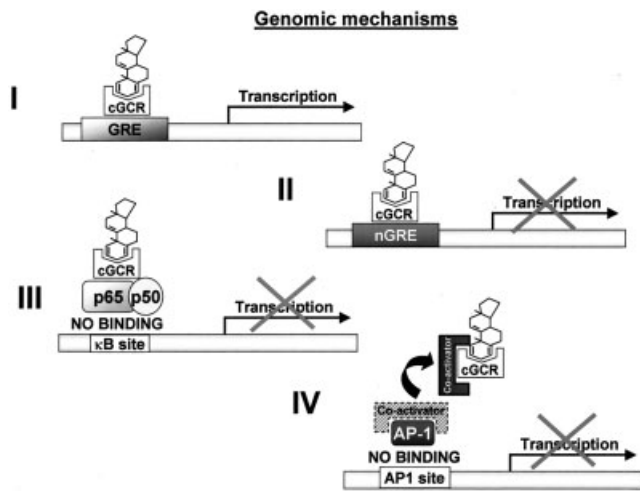 Genomic mechanisms
I
cGCR
GRE
Transcription
II
cGCR
nGRE
Transcription
III
cGCR
p65 p50
NO BINDING
κB site
Transcription
IV
Co-activator
cGCR
Co-activator
AP-1
NO BINDING
AP1 site
Transcription